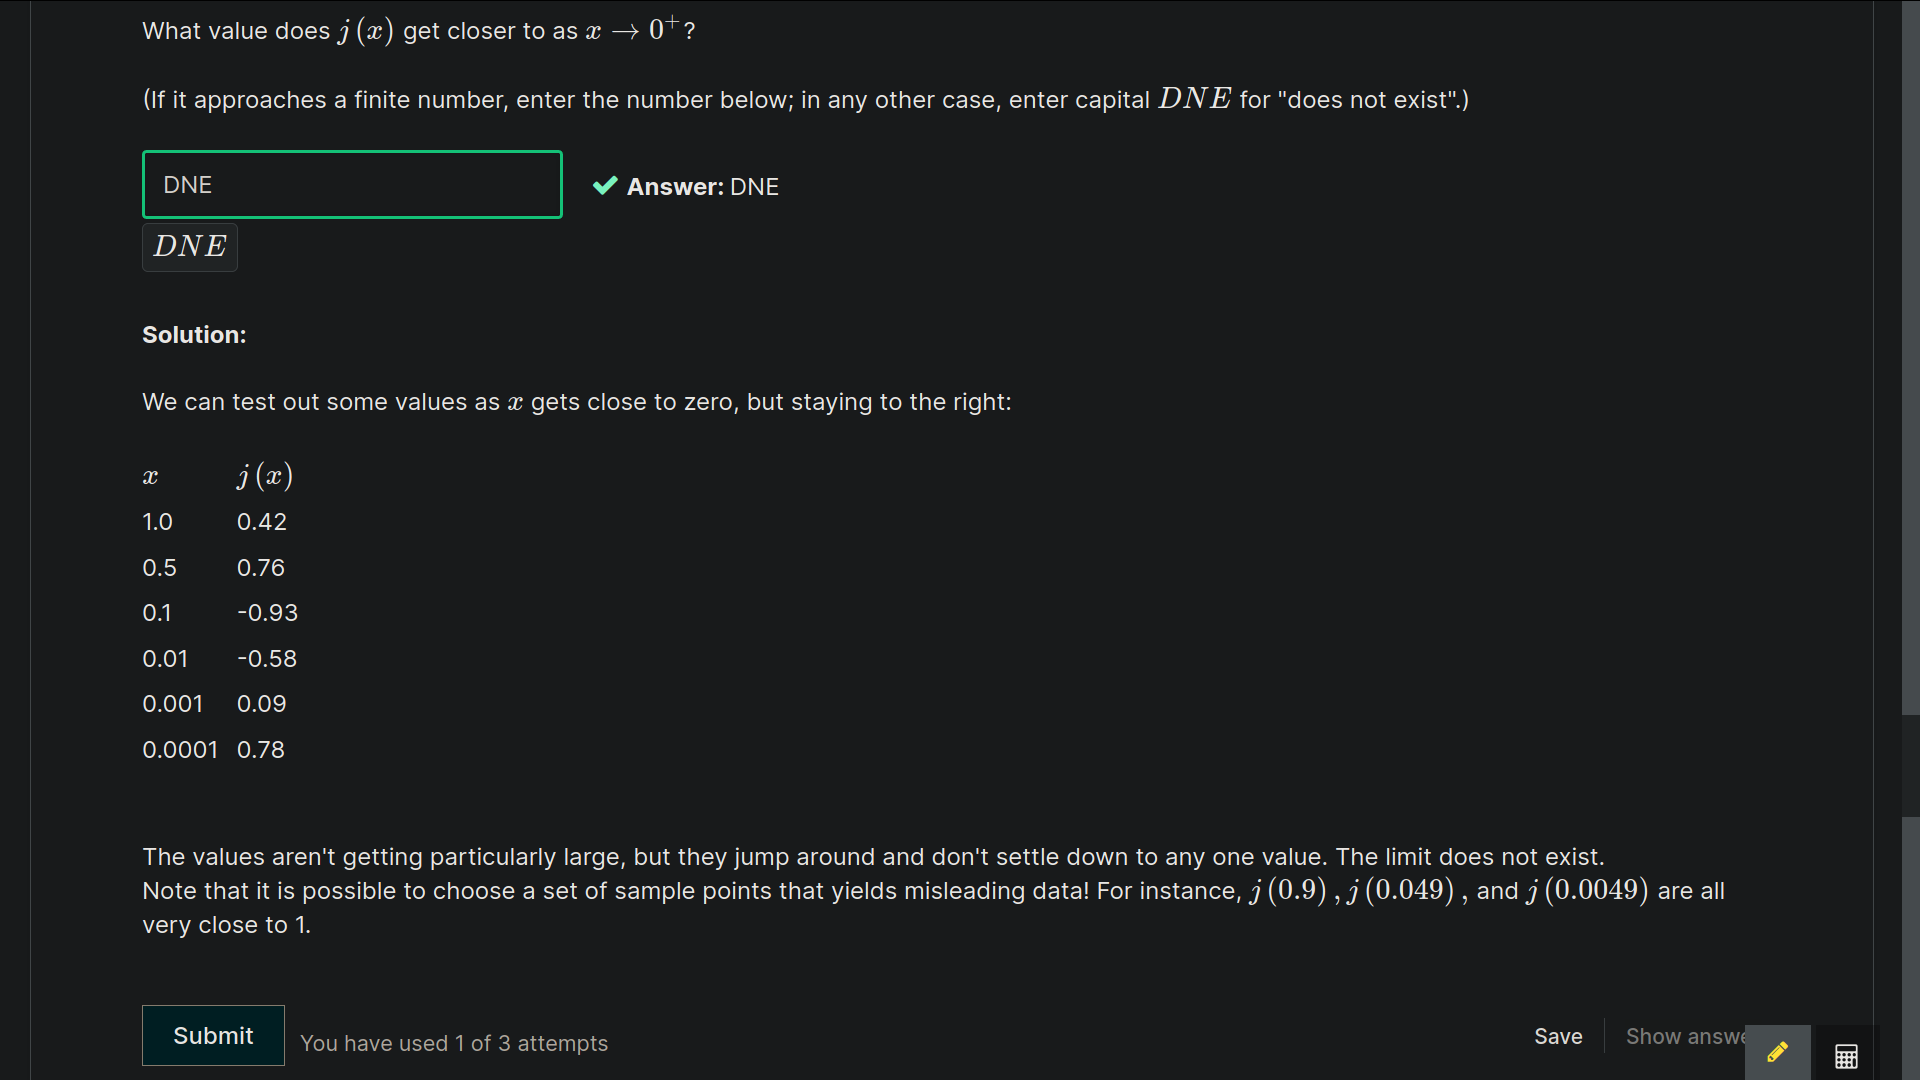 What value does j (x) get closer to as x → 0⁺?
(If it approaches a finite number, enter the number below; in any other case, enter capital DNE for "does not exist".)
DNE
Answer: DNE
DNE
Solution:
We can test out some values as x gets close to zero, but staying to the right:
x j (x)
1.0 0.42
0.5 0.76
0.1 -0.93
0.01 -0.58
0.001 0.09
0.0001 0.78
The values aren't getting particularly large, but they jump around and don't settle down to any one value. The limit does not exist.
Note that it is possible to choose a set of sample points that yields misleading data! For instance, j (0.9) , j (0.049) , and j (0.0049) are all
very close to 1.
Submit
You have used 1 of 3 attempts
Save
Show answe